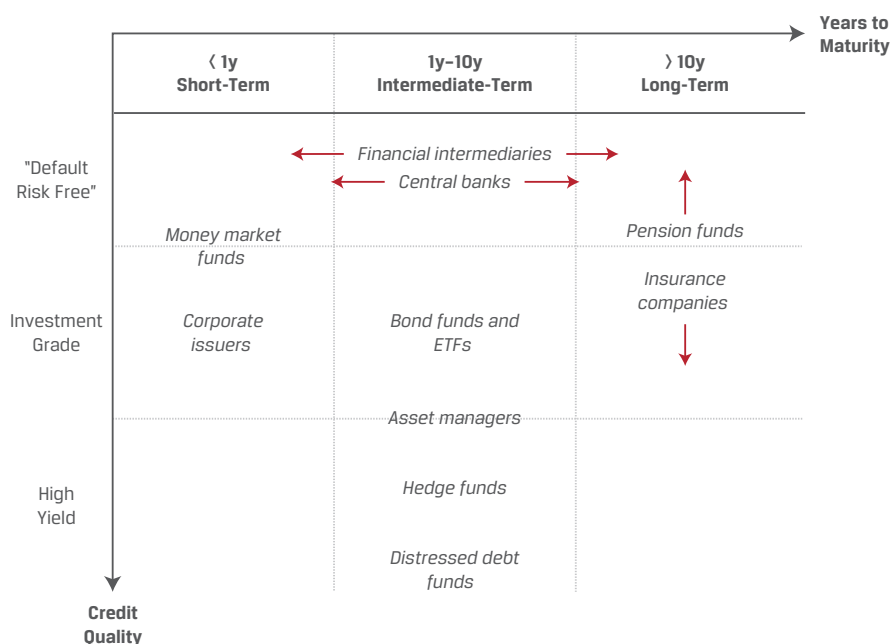 Years to
Maturity
〈 1y
Short-Term
1y–10y
Intermediate-Term
〉 10y
Long-Term
"Default
Risk Free"
Financial intermediaries
Central banks
Money market
funds
Pension funds
Insurance
companies
Investment
Grade
Corporate
issuers
Bond funds and
ETFs
Asset managers
High
Yield
Hedge funds
Distressed debt
funds
Credit
Quality